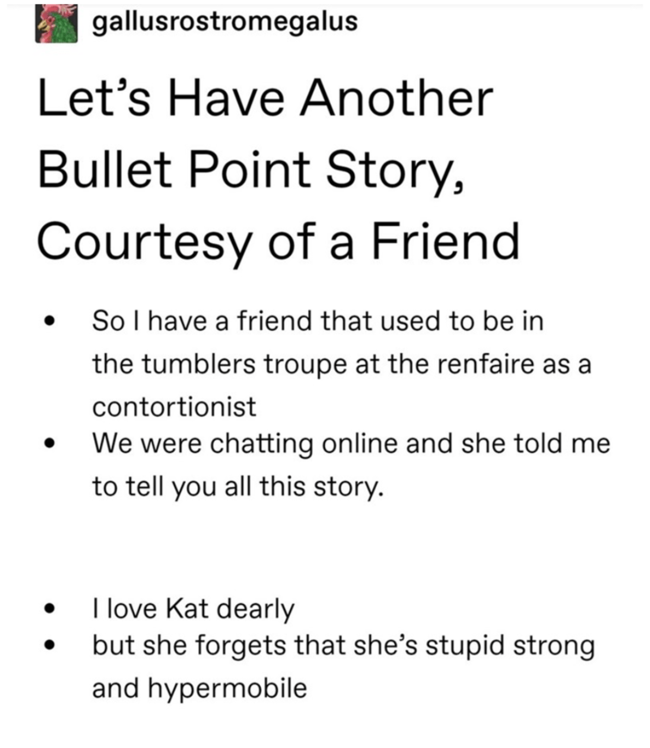 gallusrostromegalus
Let’s Have Another
Bullet Point Story,
Courtesy of a Friend
• So I have a friend that used to be in
the tumblers troupe at the renfaire as a
contortionist
• We were chatting online and she told me
to tell you all this story.
• I love Kat dearly
• but she forgets that she’s stupid strong
and hypermobile